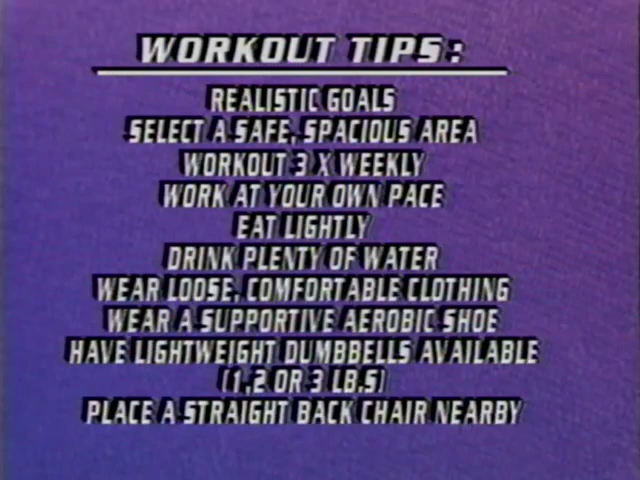 WORKOUT TIPS:
REALISTIC GOALS
SELECT A SAFE, SPACIOUS AREA
WORKOUT 3 X WEEKLY
WORK AT YOUR OWN PACE
EAT LIGHTLY
DRINK PLENTY OF WATER
WEAR LOOSE, COMFORTABLE CLOTHING
WEAR A SUPPORTIVE AEROBIC SHOE
HAVE LIGHTWEIGHT DUMBBELLS AVAILABLE
(1,2 OR 3 LB.S)
PLACE A STRAIGHT BACK CHAIR NEARBY